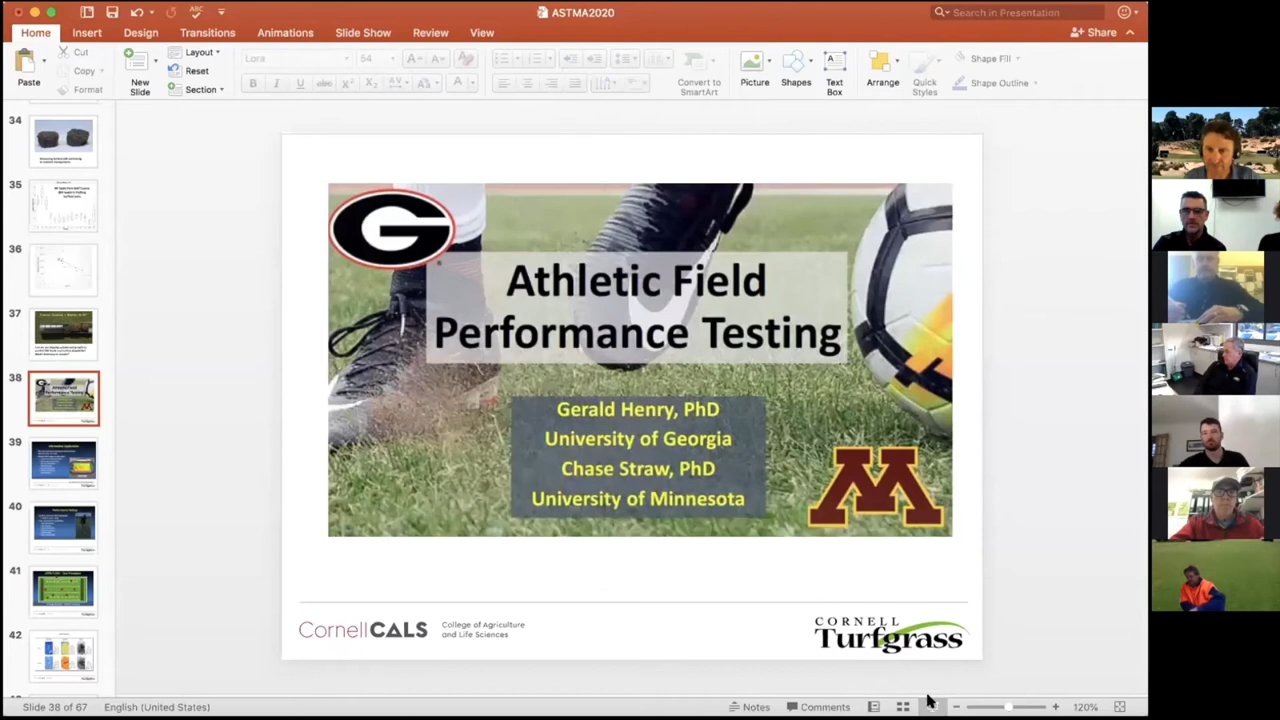 ASTMA2020
Search in Presentation
Home
Insert
Design
Transitions
Animations
Slide Show
Review
View
Share
Paste
Cut
Copy
Format
New
Slide
Layout
Reset
Section
Lora
54
Convert to
SmartArt
Picture
Shapes
Text
Box
Arrange
Quick
Styles
Shape Fill
Shape Outline
34
35
36
37
38
39
40
41
42
G
Athletic Field
Performance Testing
Gerald Henry, PhD
University of Georgia
Chase Straw, PhD
University of Minnesota
M
CornellCALS
College of Agriculture
and Life Sciences
CORNELL
Turfgrass
Slide 38 of 67
English (United States)
Notes
Comments
120%